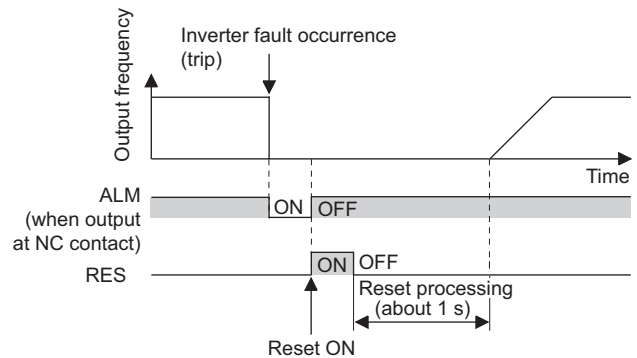 Inverter fault occurrence
(trip)
Output frequency
Time
ALM
(when output
at NC contact)
ON
OFF
RES
ON
OFF
Reset processing
(about 1 s)
Reset ON